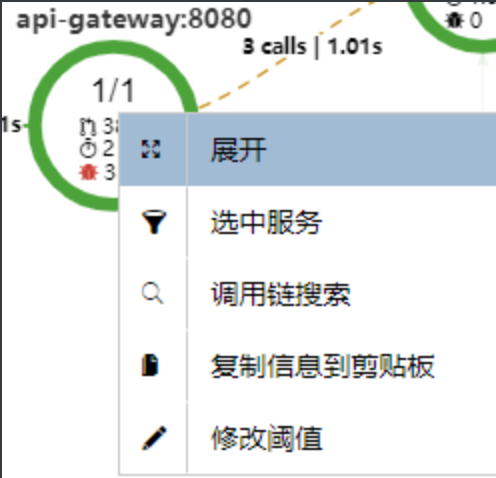 api-gateway:8080
0
3 calls | 1.01s
1/1
1s
2
3
展开
选中服务
调用链搜索
复制信息到剪贴板
修改阈值